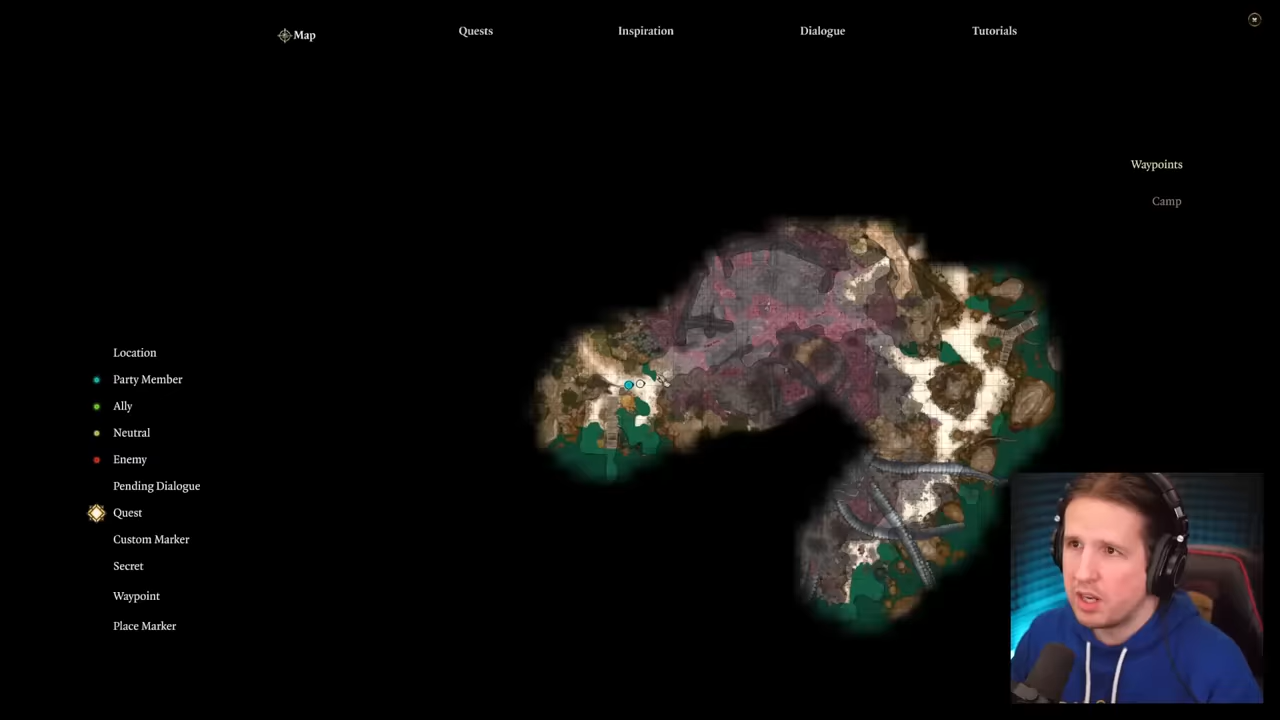 Map
Quests
Inspiration
Dialogue
Tutorials
Waypoints
Camp
Location
Party Member
Ally
Neutral
Enemy
Pending Dialogue
Quest
Custom Marker
Secret
Waypoint
Place Marker